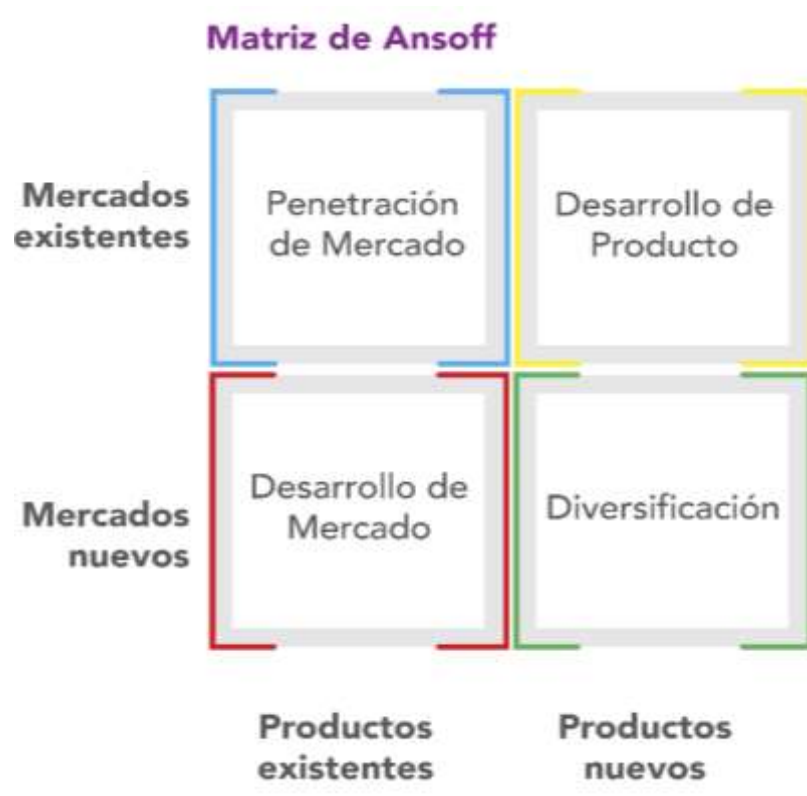 Matriz de Ansoff
Mercados
existentes
Penetración
de Mercado
Desarrollo de
Producto
Mercados
nuevos
Desarrollo de
Mercado
Diversificación
Productos
existentes
Productos
nuevos